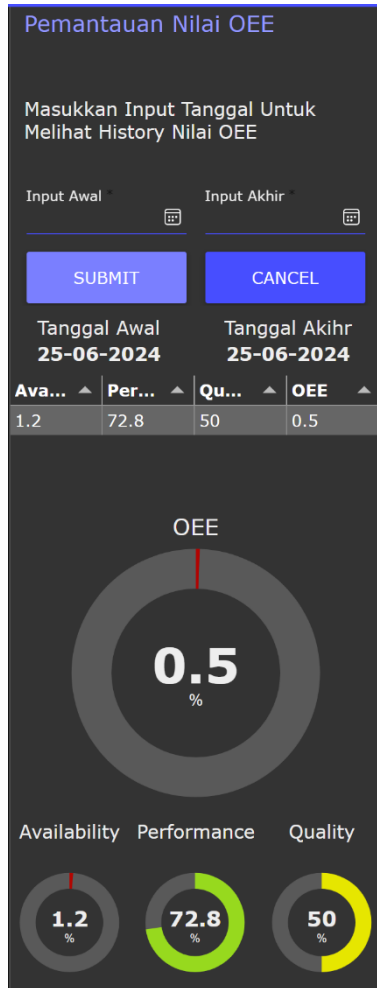 Pemantauan Nilai OEE
Masukkan Input Tanggal Untuk
Melihat History Nilai OEE
Input Awal * Input Akhir *
SUBMIT CANCEL
Tanggal Awal Tanggal Akihr
25-06-2024 25-06-2024
Ava... Per... Qu... OEE
1.2 72.8 50 0.5
OEE
0.5
%
Availability Performance Quality
1.2 72.8 50
% % %